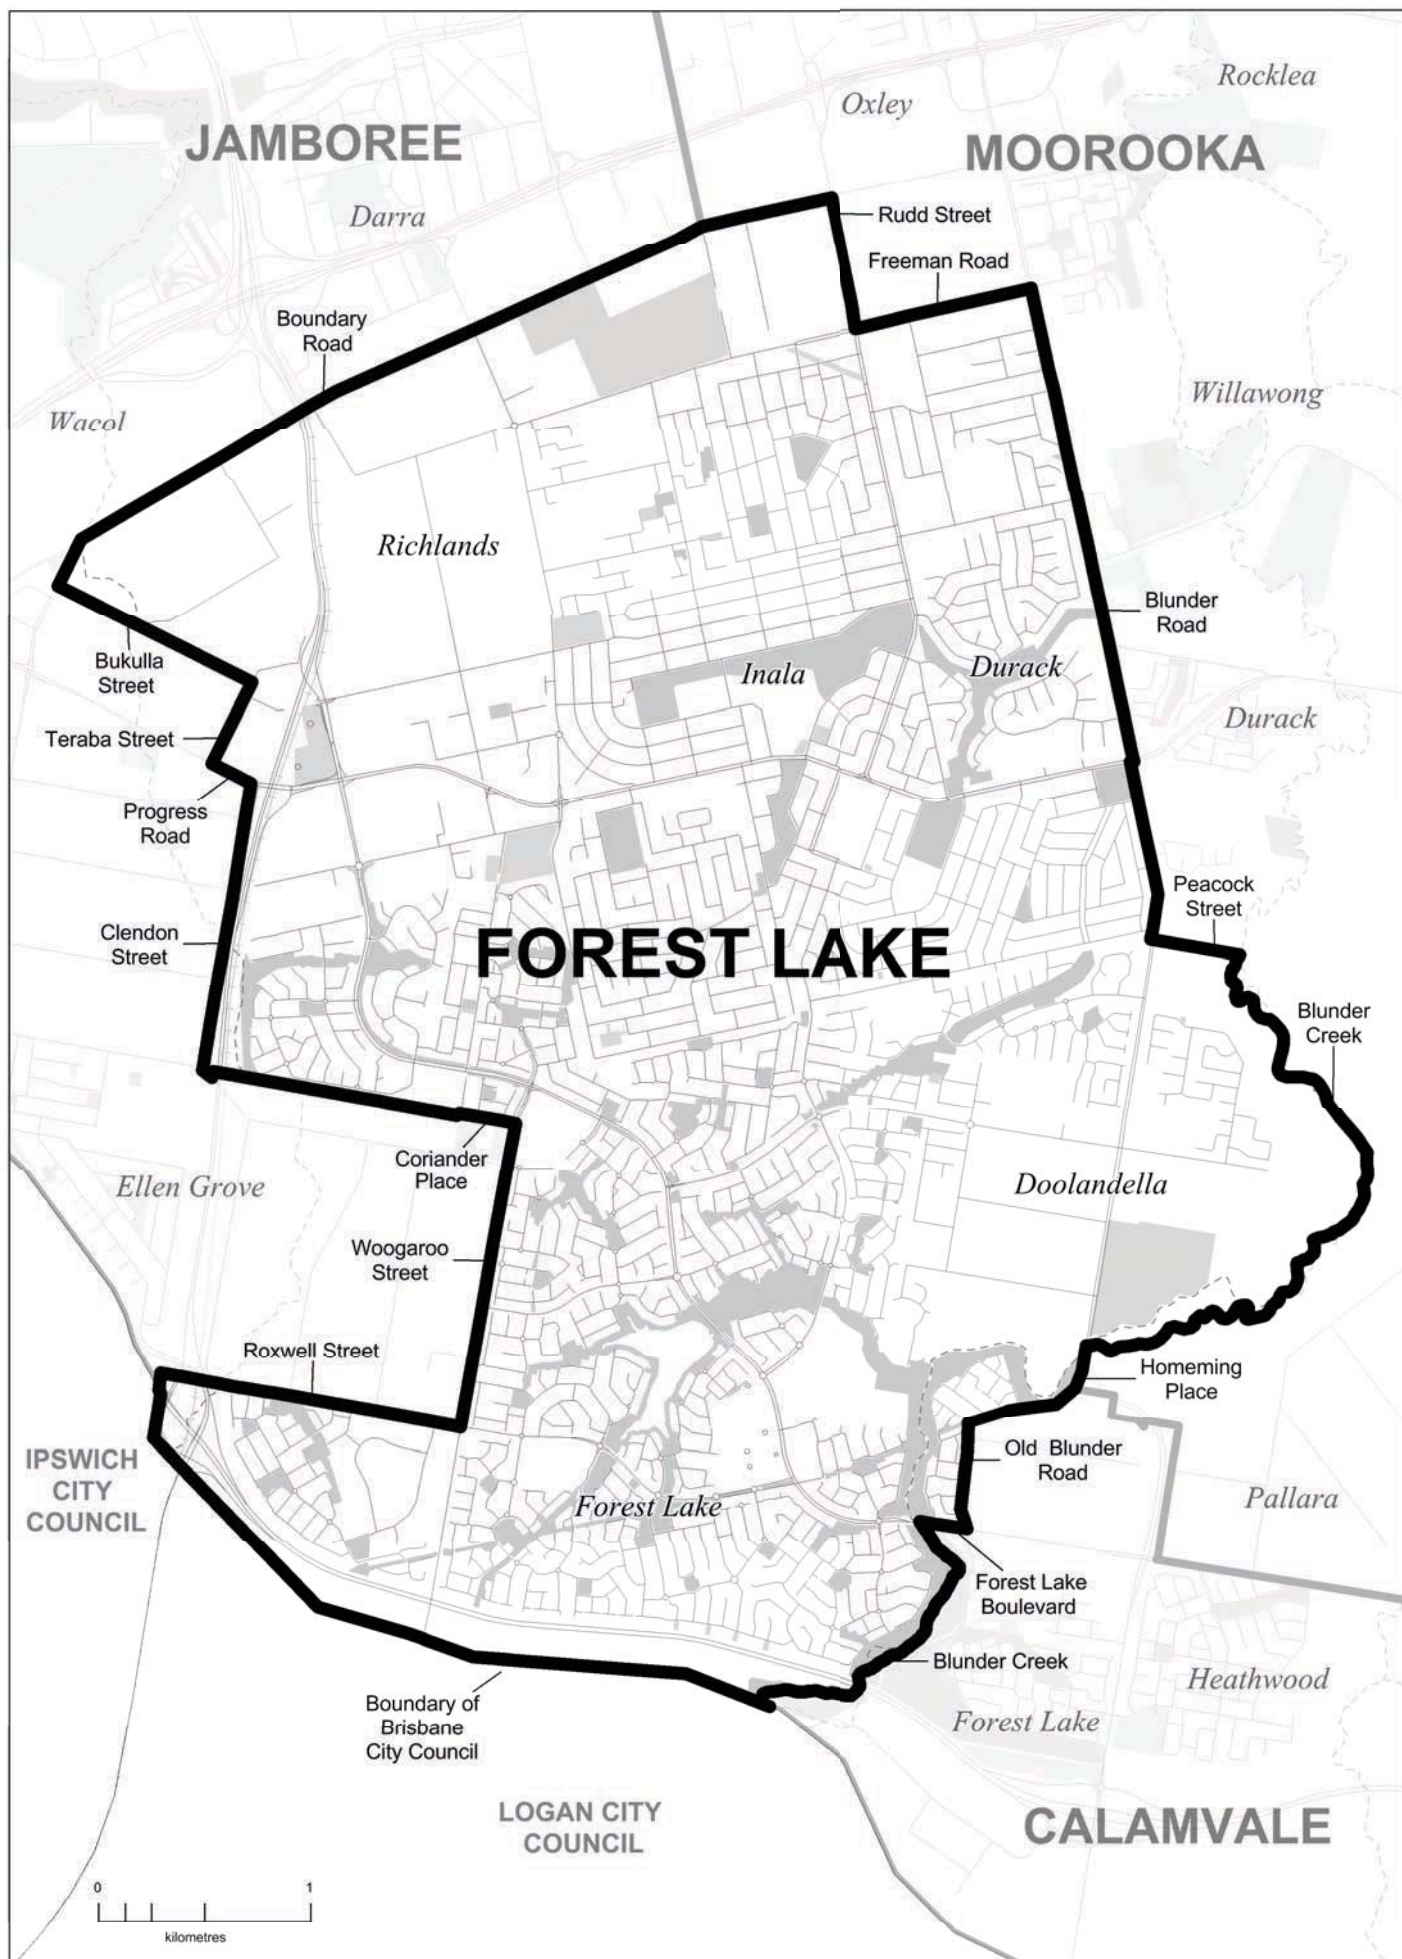 Rocklea
Oxley
JAMBOREE
MOOROOKA
Darra
Rudd Street
Freeman Road
Boundary
Road
Willawong
Wacol
Richlands
Blunder
Road
Bukulla
Street
Inala
Durack
Durack
Teraba Street
Progress
Road
Peacock
Street
Clendon
Street
FOREST LAKE
Blunder
Creek
Coriander
Place
Ellen Grove
Doolandella
Woogaroo
Street
Roxwell Street
Homeming
Place
IPSWICH
CITY
COUNCIL
Old Blunder
Road
Forest Lake
Pallara
Forest Lake
Boulevard
Blunder Creek
Heathwood
Boundary of
Brisbane
City Council
Forest Lake
LOGAN CITY
COUNCIL
CALAMVALE
0 1
kilometres